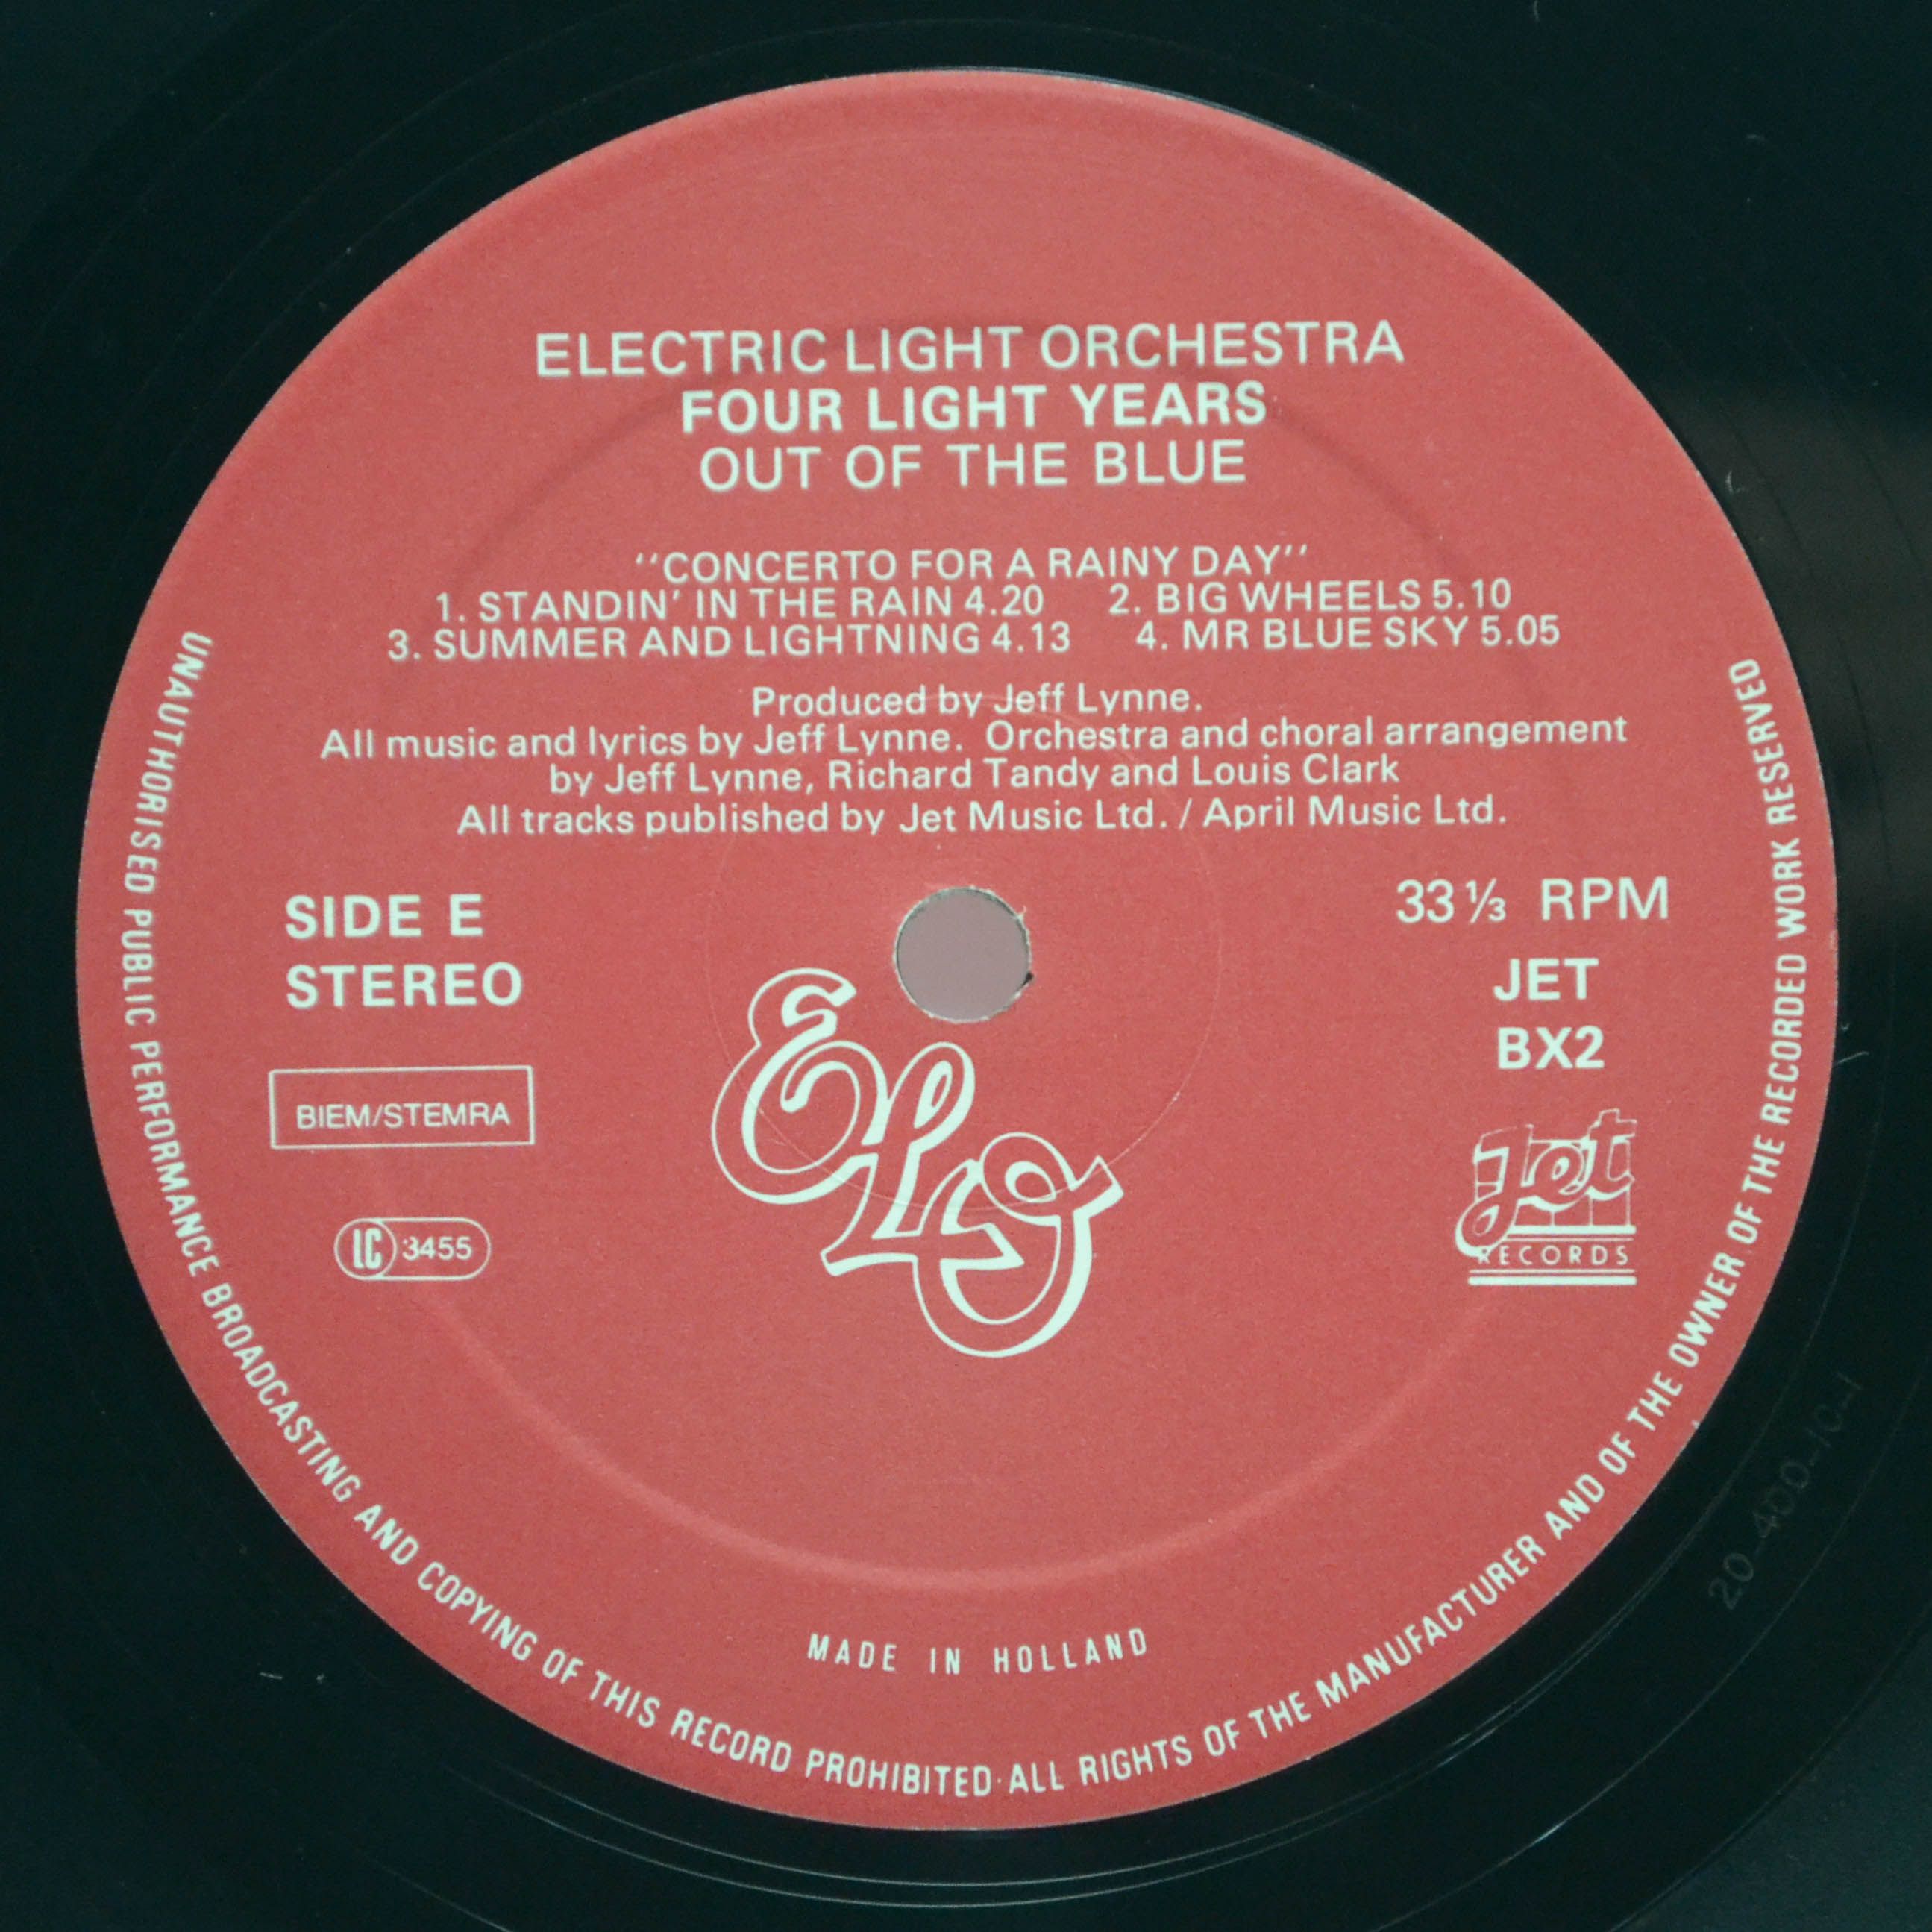 ELECTRIC LIGHT ORCHESTRA
FOUR LIGHT YEARS
OUT OF THE BLUE
''CONCERTO FOR A RAINY DAY''
1. STANDIN' IN THE RAIN 4.20 2. BIG WHEELS 5.10
3. SUMMER AND LIGHTNING 4.13 4. MR BLUE SKY 5.05
Produced by Jeff Lynne.
All music and lyrics by Jeff Lynne. Orchestra and choral arrangement
by Jeff Lynne, Richard Tandy and Louis Clark
All tracks published by Jet Music Ltd. / April Music Ltd.
SIDE E
STEREO
BIEM/STEMRA
LC 3455
33 ⅓ RPM
JET
BX2
Jet
RECORDS
ELO
MADE IN HOLLAND
UNAUTHORISED PUBLIC PERFORMANCE BROADCASTING AND COPYING OF THIS RECORD PROHIBITED·ALL RIGHTS OF THE MANUFACTURER AND OF THE OWNER OF THE RECORDED WORK RESERVED